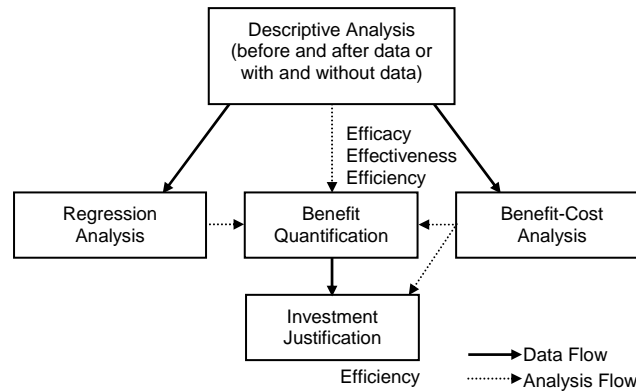 Descriptive Analysis
(before and after data or
with and without data)
Efficacy
Effectiveness
Efficiency
Regression
Analysis
Benefit
Quantification
Benefit-Cost
Analysis
Investment
Justification
Efficiency
Data Flow
Analysis Flow